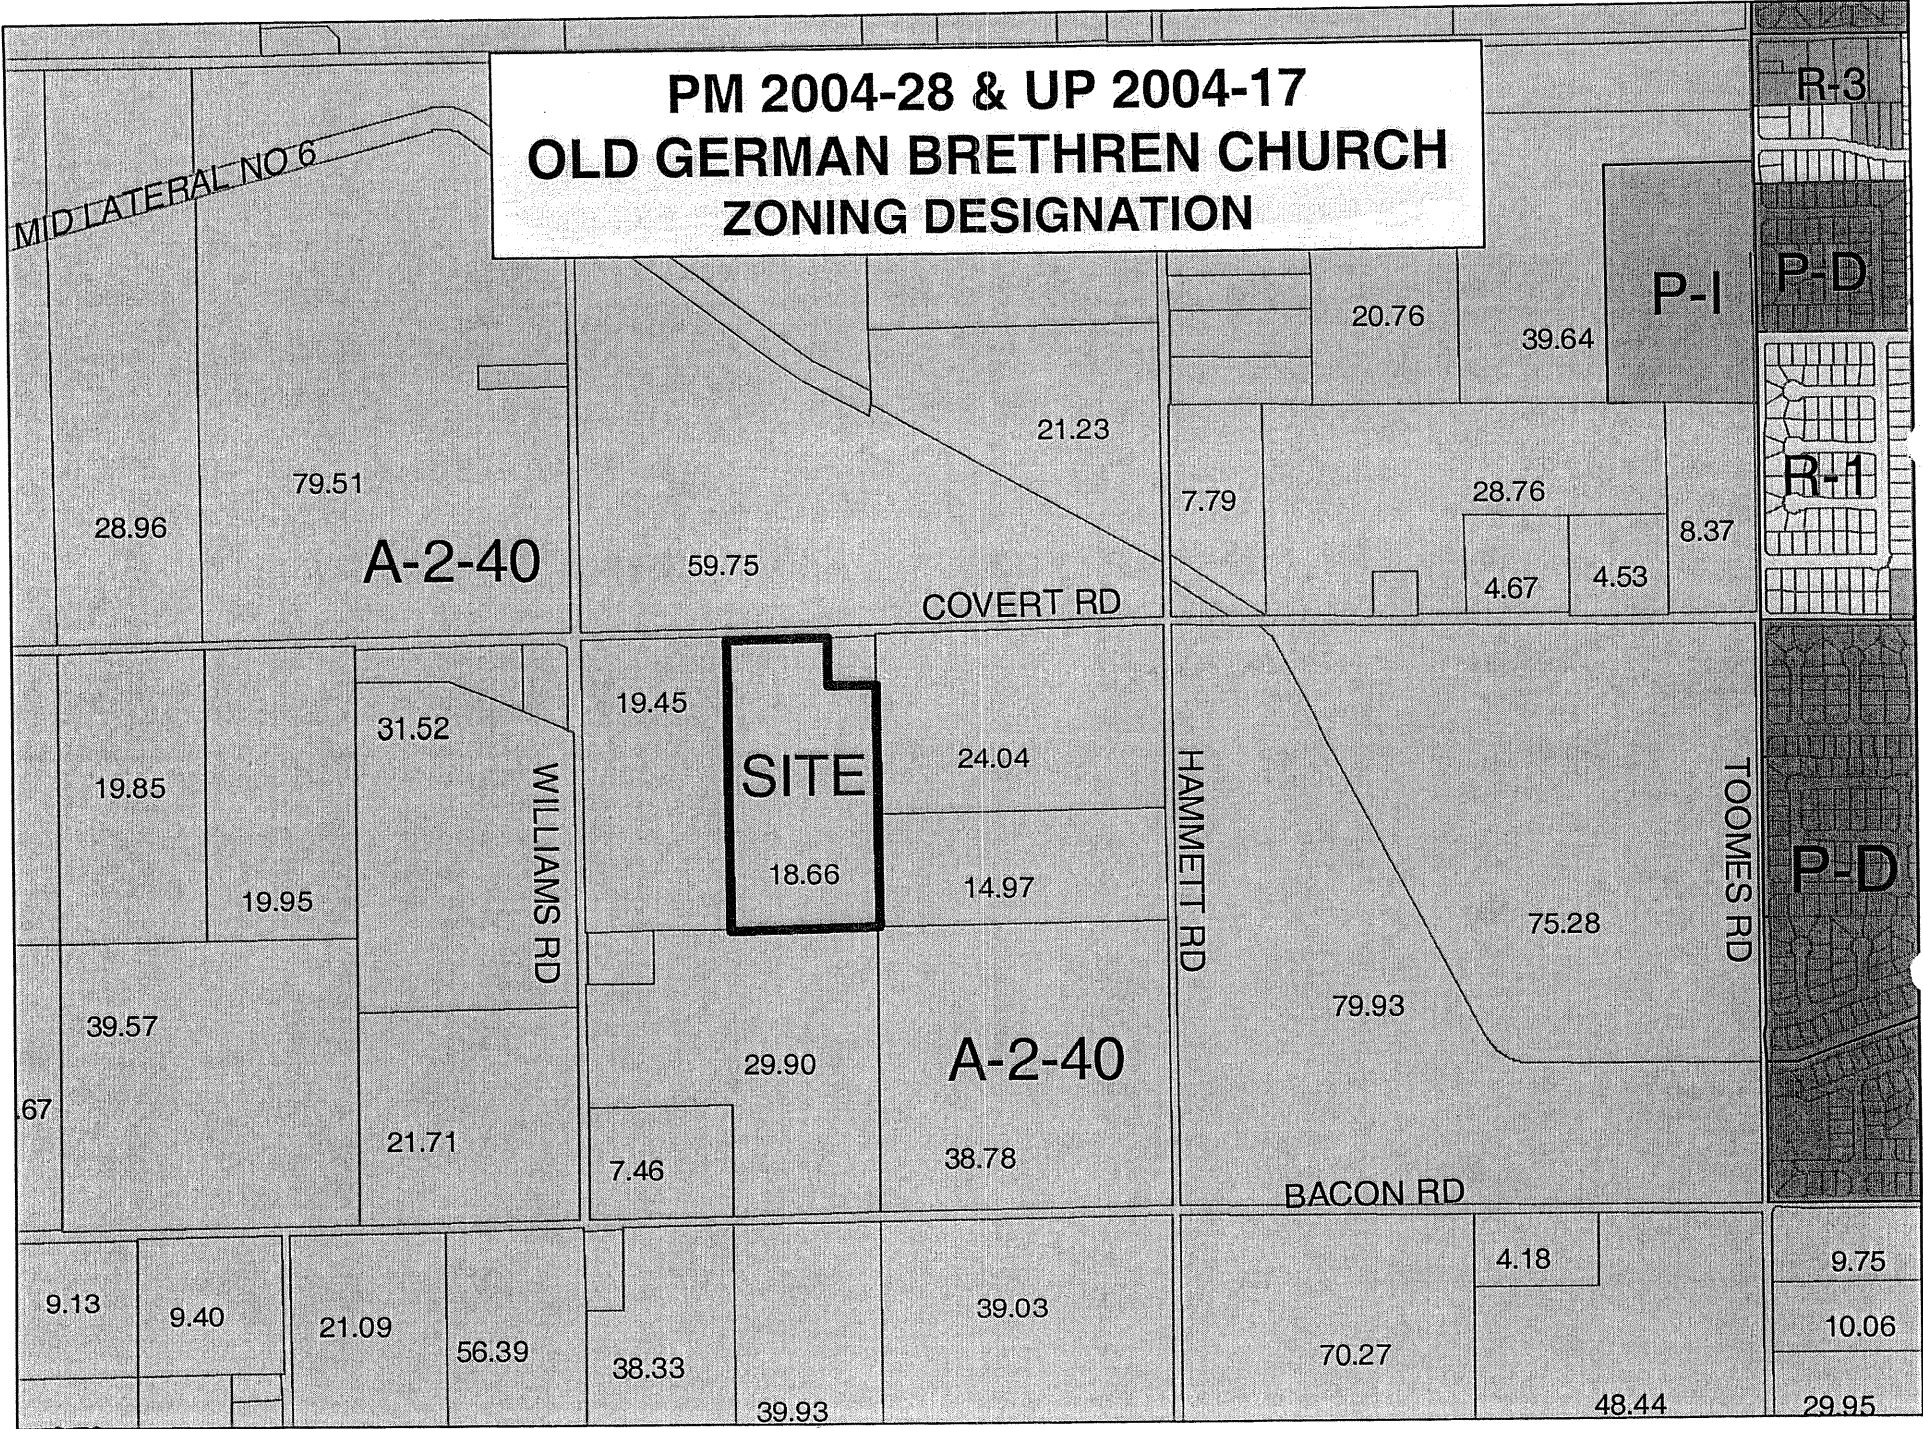 PM 2004-28 & UP 2004-17
OLD GERMAN BRETHREN CHURCH
ZONING DESIGNATION
R-3
MID LATERAL NO 6
P-I
P-D
20.76
39.64
21.23
79.51
28.96
A-2-40
59.75
7.79
28.76
R-1
8.37
4.67
4.53
COVERT RD
19.45
31.52
19.85
19.95
WILLIAMS RD
SITE
18.66
24.04
14.97
HAMMETT RD
TOOMES RD
P-D
75.28
79.93
39.57
29.90
A-2-40
.67
21.71
7.46
38.78
BACON RD
9.13
9.40
21.09
56.39
38.33
39.93
39.03
70.27
4.18
48.44
9.75
10.06
29.95